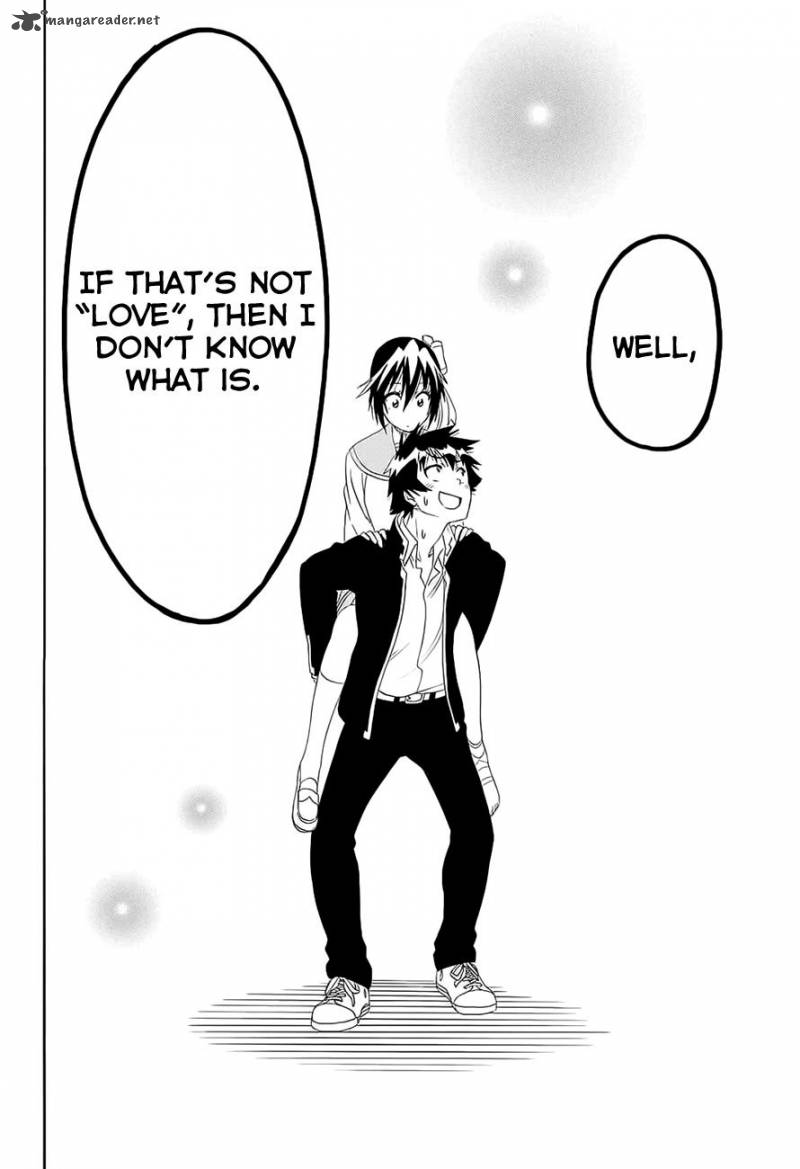 mangareader.net
WELL,
IF THAT'S NOT
"LOVE", THEN I
DON'T KNOW
WHAT IS.